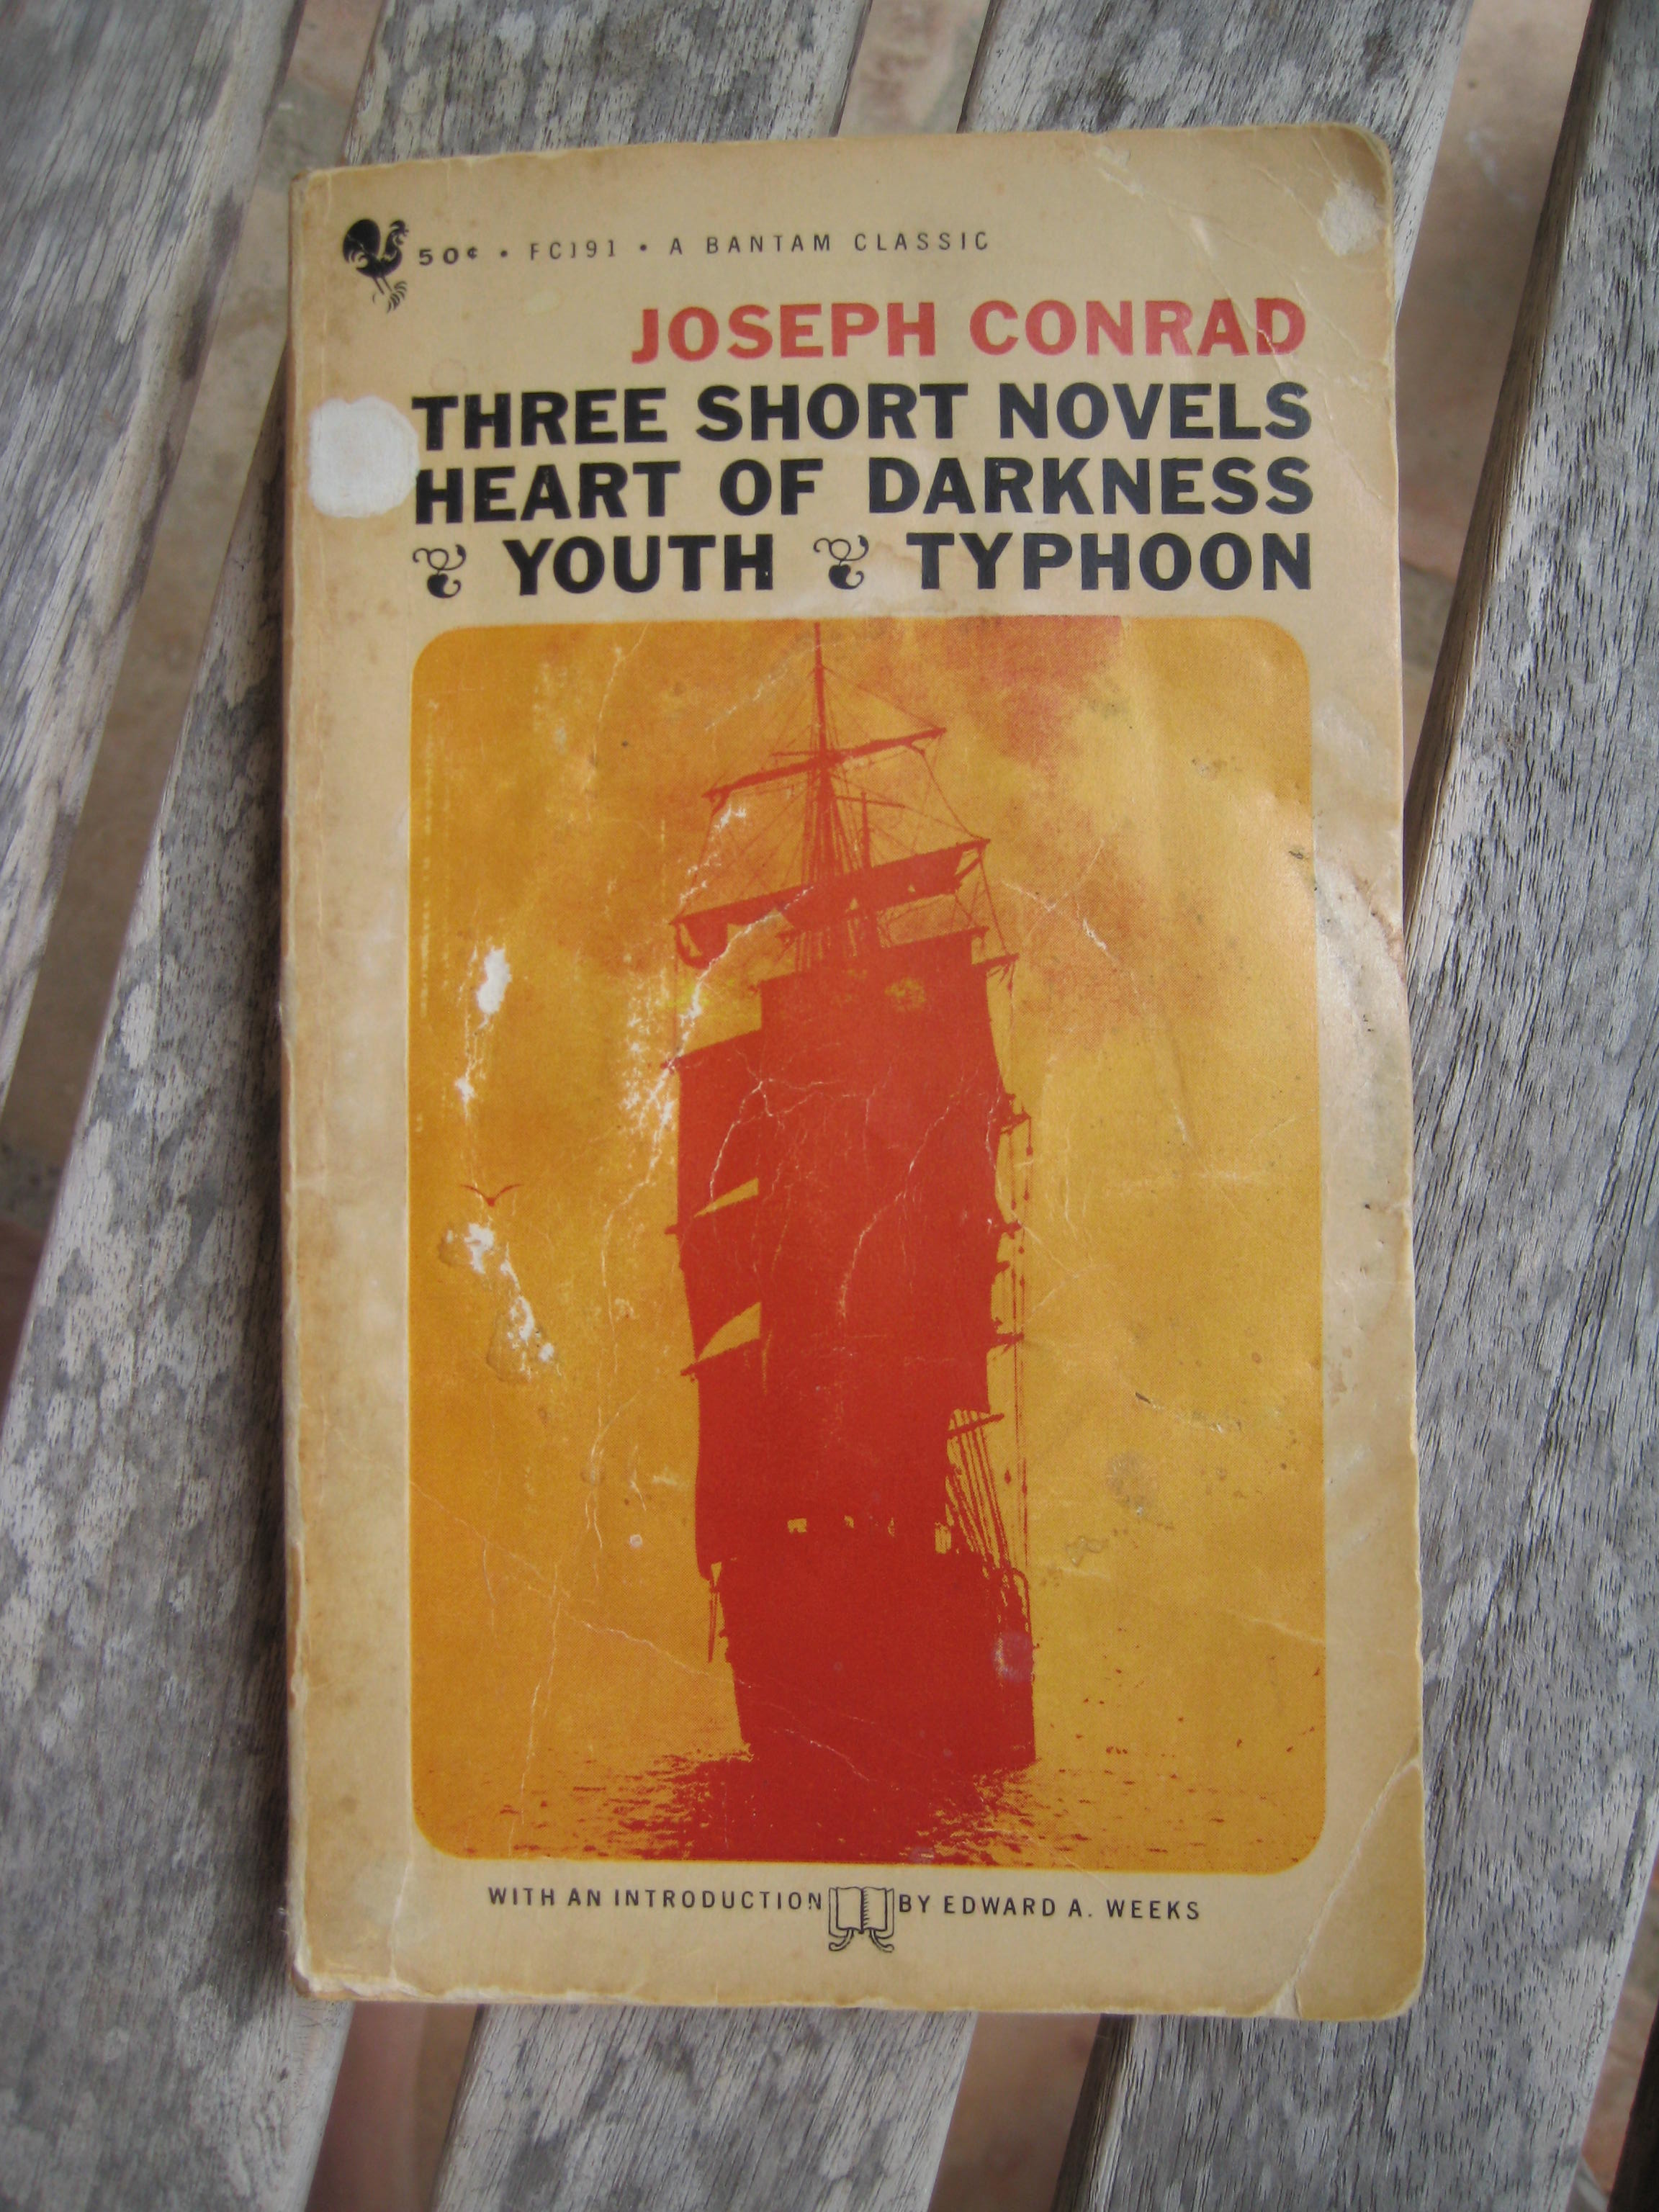 50¢ • FC191 • A BANTAM CLASSIC
JOSEPH CONRAD
THREE SHORT NOVELS
HEART OF DARKNESS
YOUTH TYPHOON
WITH AN INTRODUCTION BY EDWARD A. WEEKS